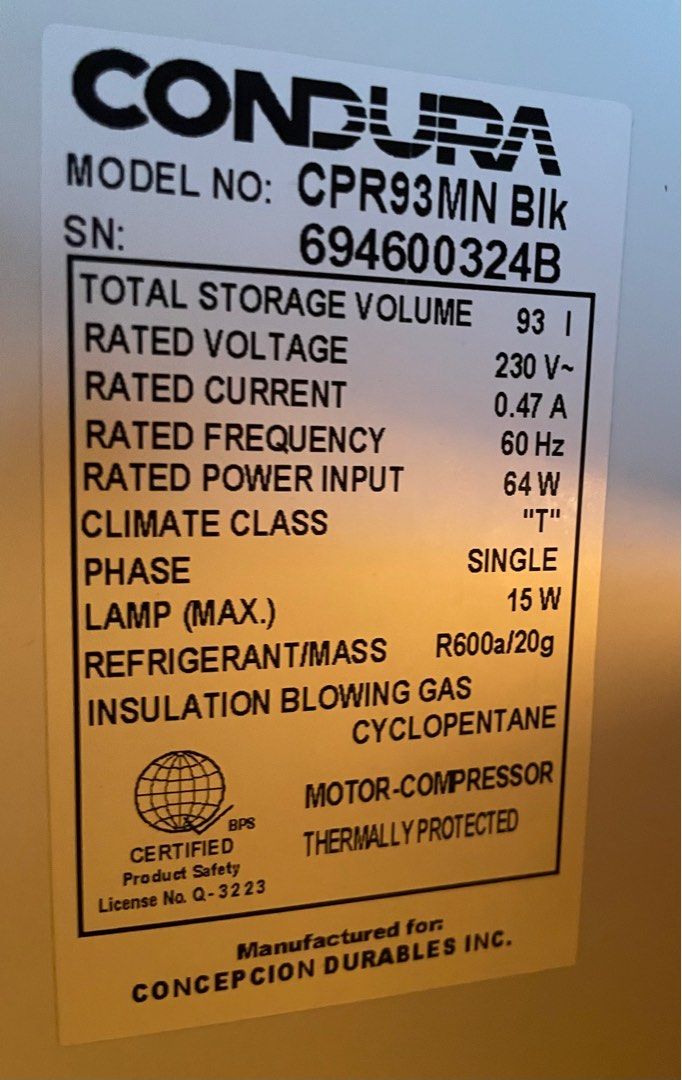 CONDURA
MODEL NO: CPR93MN Blk
SN: 694600324B
TOTAL STORAGE VOLUME 93 l
RATED VOLTAGE 230 V~
RATED CURRENT 0.47 A
RATED FREQUENCY 60 Hz
RATED POWER INPUT 64 W
CLIMATE CLASS "T"
PHASE SINGLE
LAMP (MAX.) 15 W
REFRIGERANT/MASS R600a/20g
INSULATION BLOWING GAS
CYCLOPENTANE
BPS
CERTIFIED
Product Safety
License No. Q-3223
MOTOR-COMPRESSOR
THERMALLY PROTECTED
Manufactured for:
CONCEPCION DURABLES INC.